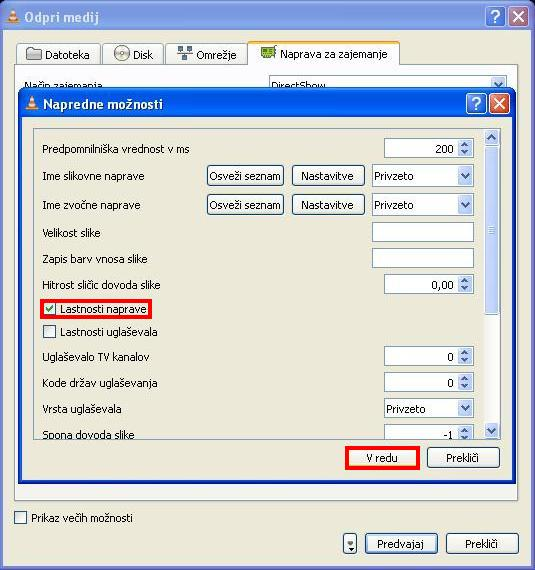 Odpri medij
Datoteka Disk Omrežje Naprava za zajemanje
Način zajemanja DirectShow
Napredne možnosti
Predpomnilniška vrednost v ms 200
Ime slikovne naprave Osveži seznam Nastavitve Privzeto
Ime zvočne naprave Osveži seznam Nastavitve Privzeto
Velikost slike
Zapis barv vnosa slike
Hitrost sličic dovoda slike 0,00
Lastnosti naprave
Lastnosti uglaševala
Uglaševalo TV kanalov 0
Kode držav uglaševanja 0
Vrsta uglaševala Privzeto
Spona dovoda slike -1
V redu Prekliči
Prikaz večih možnosti
Predvajaj Prekliči